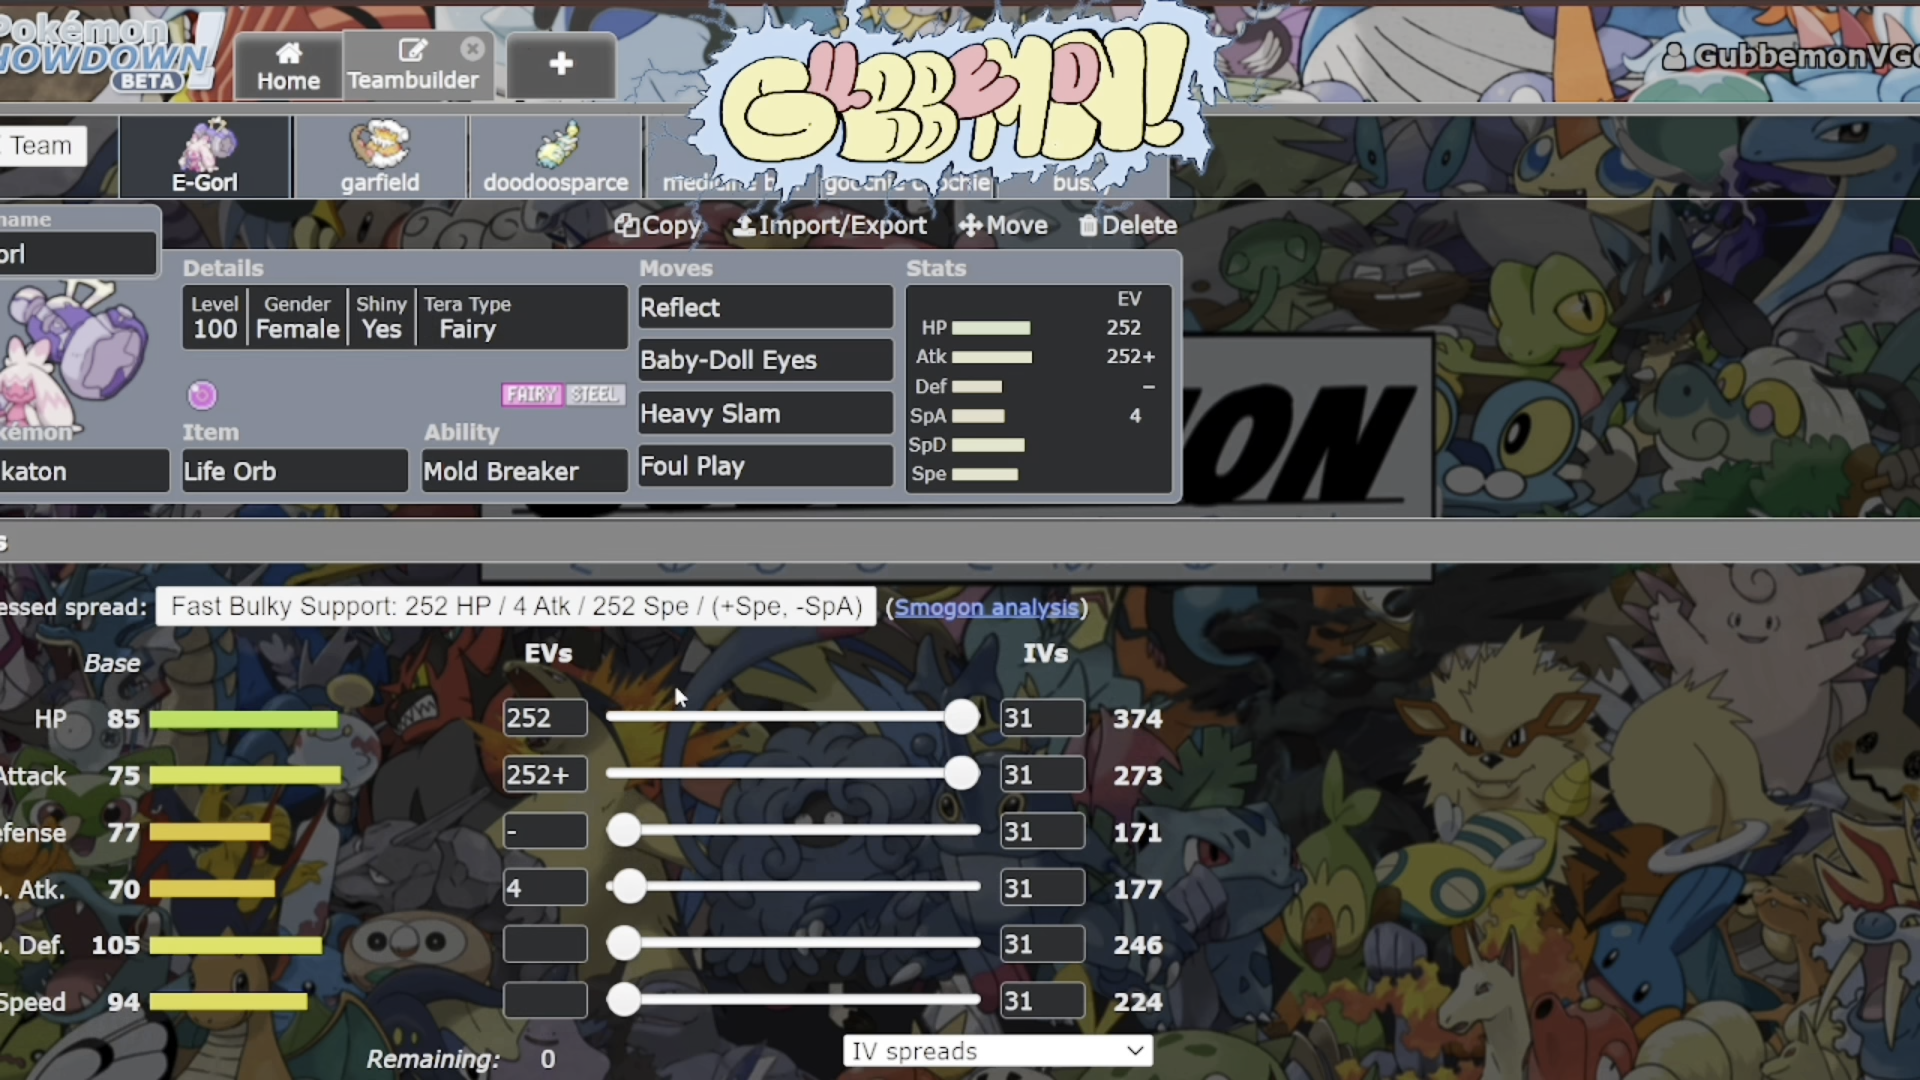 Pokémon
HOWDOWN!
BETA
Home
Teambuilder
+
GUBBEMON!
GubbemonVGC
Team
E-Gorl
garfield
doodoosparce
name
orl
Copy
Import/Export
Move
Delete
Details
Moves
Stats
Level
100
Gender
Female
Shiny
Yes
Tera Type
Fairy
FAIRY STEEL
Reflect
Baby-Doll Eyes
Heavy Slam
Foul Play
EV
HP 252
Atk 252+
Def −
SpA 4
SpD
Spe
kémon
katon
Item
Life Orb
Ability
Mold Breaker
ON
s
essed spread: Fast Bulky Support: 252 HP / 4 Atk / 252 Spe / (+Spe, -SpA) (Smogon analysis)
Base
EVs
IVs
HP 85 252 31 374
Attack 75 252+ 31 273
efense 77 - 31 171
o. Atk. 70 4 31 177
o. Def. 105 31 246
Speed 94 31 224
Remaining: 0
IV spreads